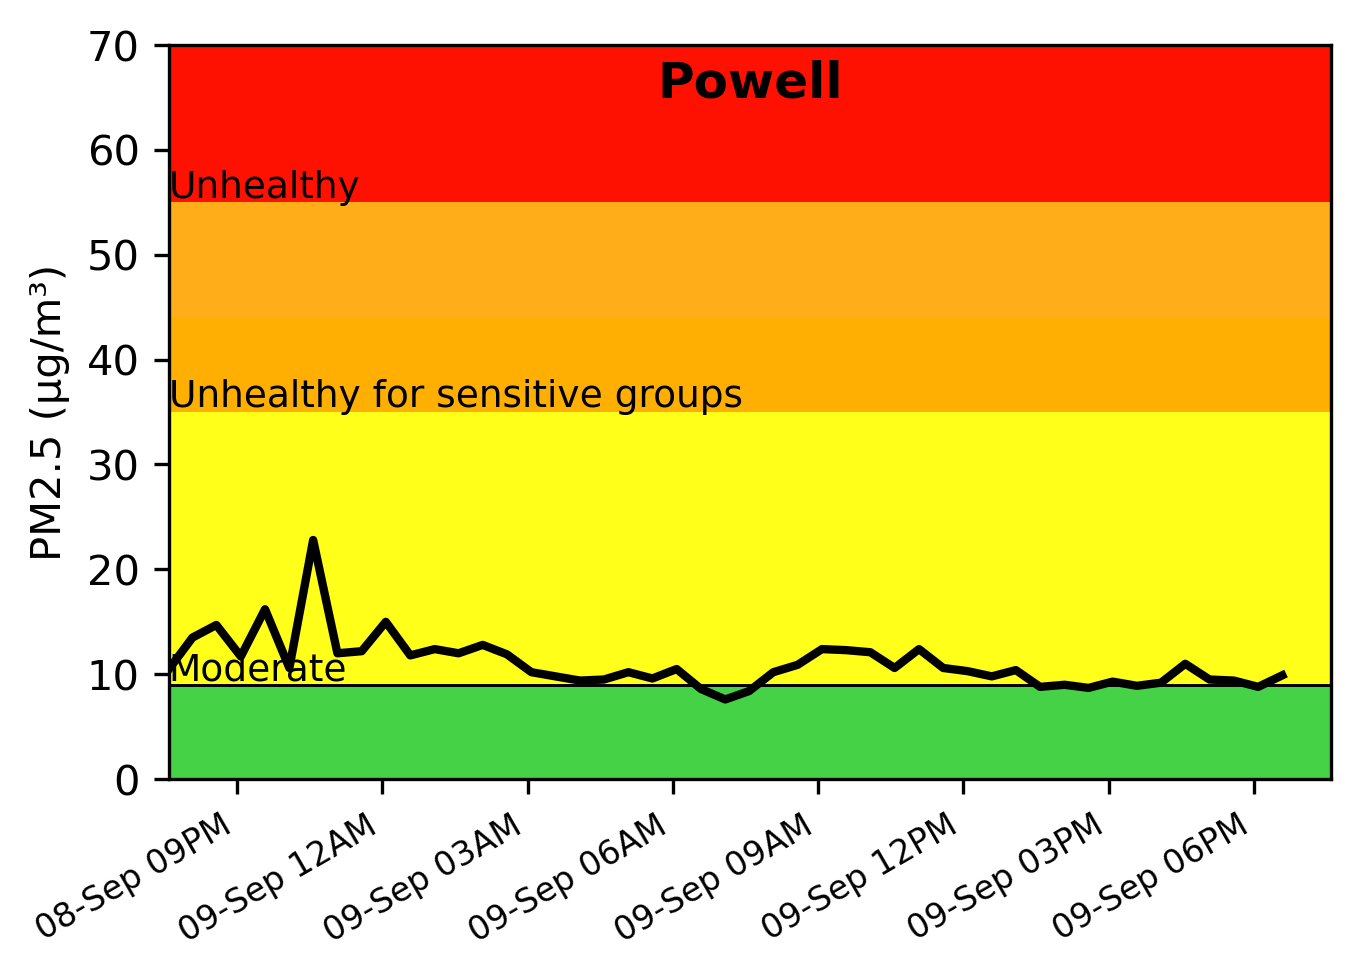 Powell
PM2.5 (µg/m³)
70
60
50
40
30
20
10
0
Unhealthy
Unhealthy for sensitive groups
Moderate
08-Sep 09PM
09-Sep 12AM
09-Sep 03AM
09-Sep 06AM
09-Sep 09AM
09-Sep 12PM
09-Sep 03PM
09-Sep 06PM